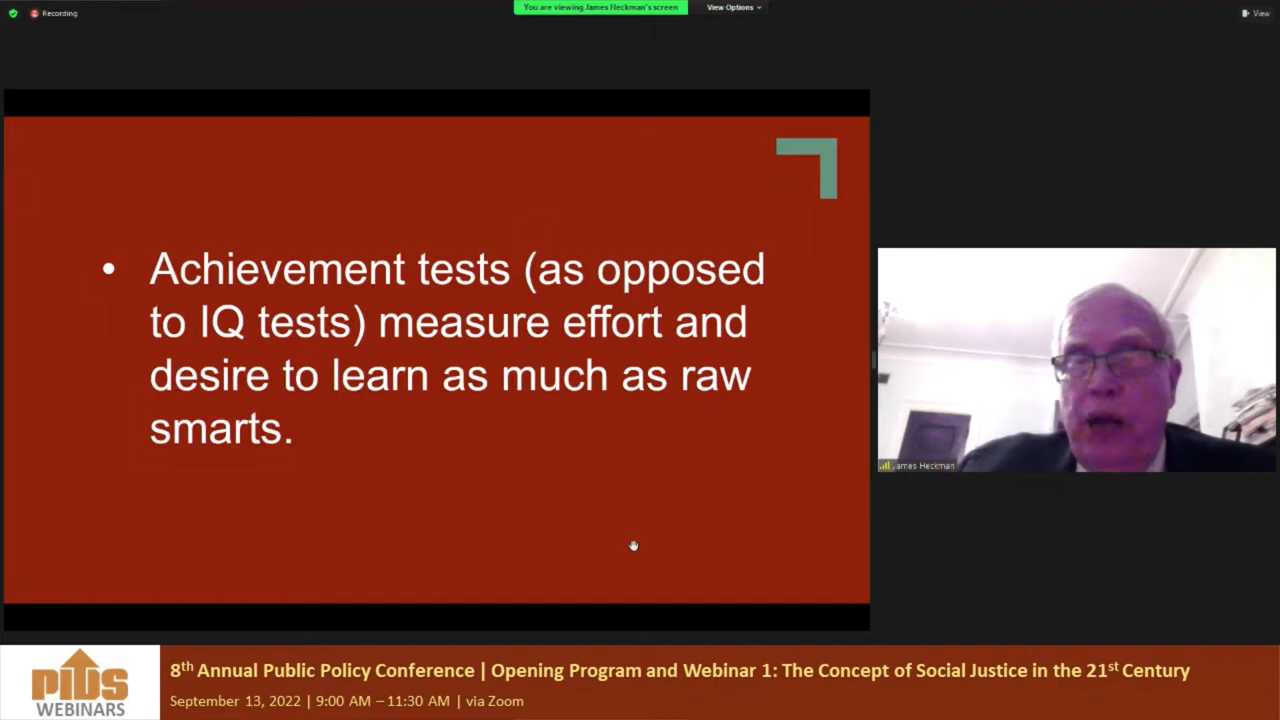 Recording
You are viewing James Heckman's screen
View Options
View
• Achievement tests (as opposed
to IQ tests) measure effort and
desire to learn as much as raw
smarts.
James Heckman
PIDS
WEBINARS
8th Annual Public Policy Conference | Opening Program and Webinar 1: The Concept of Social Justice in the 21st Century
September 13, 2022 | 9:00 AM – 11:30 AM | via Zoom